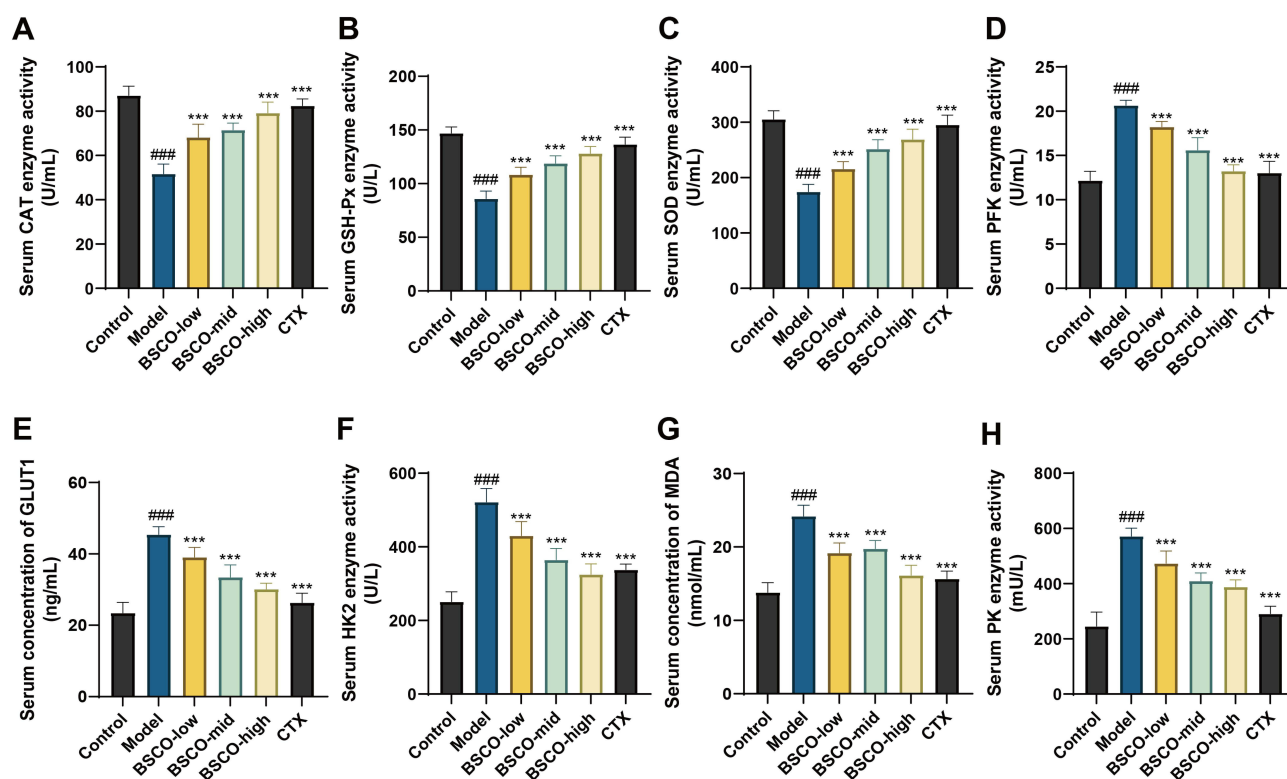 A
Serum CAT enzyme activity
(U/mL)
100
80
60
40
20
0
###
***
***
***
***
Control
Model
BSCO-low
BSCO-mid
BSCO-high
CTX
B
Serum GSH-Px enzyme activity
(U/L)
200
150
100
50
0
###
***
***
***
***
Control
Model
BSCO-low
BSCO-mid
BSCO-high
CTX
C
Serum SOD enzyme activity
(U/mL)
400
300
200
100
0
###
***
***
***
***
Control
Model
BSCO-low
BSCO-mid
BSCO-high
CTX
D
Serum PFK enzyme activity
(U/mL)
25
20
15
10
5
0
###
***
***
***
***
Control
Model
BSCO-low
BSCO-mid
BSCO-high
CTX
E
Serum concentration of GLUT1
(ng/mL)
60
40
20
0
###
***
***
***
***
Control
Model
BSCO-low
BSCO-mid
BSCO-high
CTX
F
Serum HK2 enzyme activity
(U/L)
600
400
200
0
###
***
***
***
***
Control
Model
BSCO-low
BSCO-mid
BSCO-high
CTX
G
Serum concentration of MDA
(nmol/mL)
30
20
10
0
###
***
***
***
***
Control
Model
BSCO-low
BSCO-mid
BSCO-high
CTX
H
Serum PK enzyme activity
(mU/L)
800
600
400
200
0
###
***
***
***
***
Control
Model
BSCO-low
BSCO-mid
BSCO-high
CTX